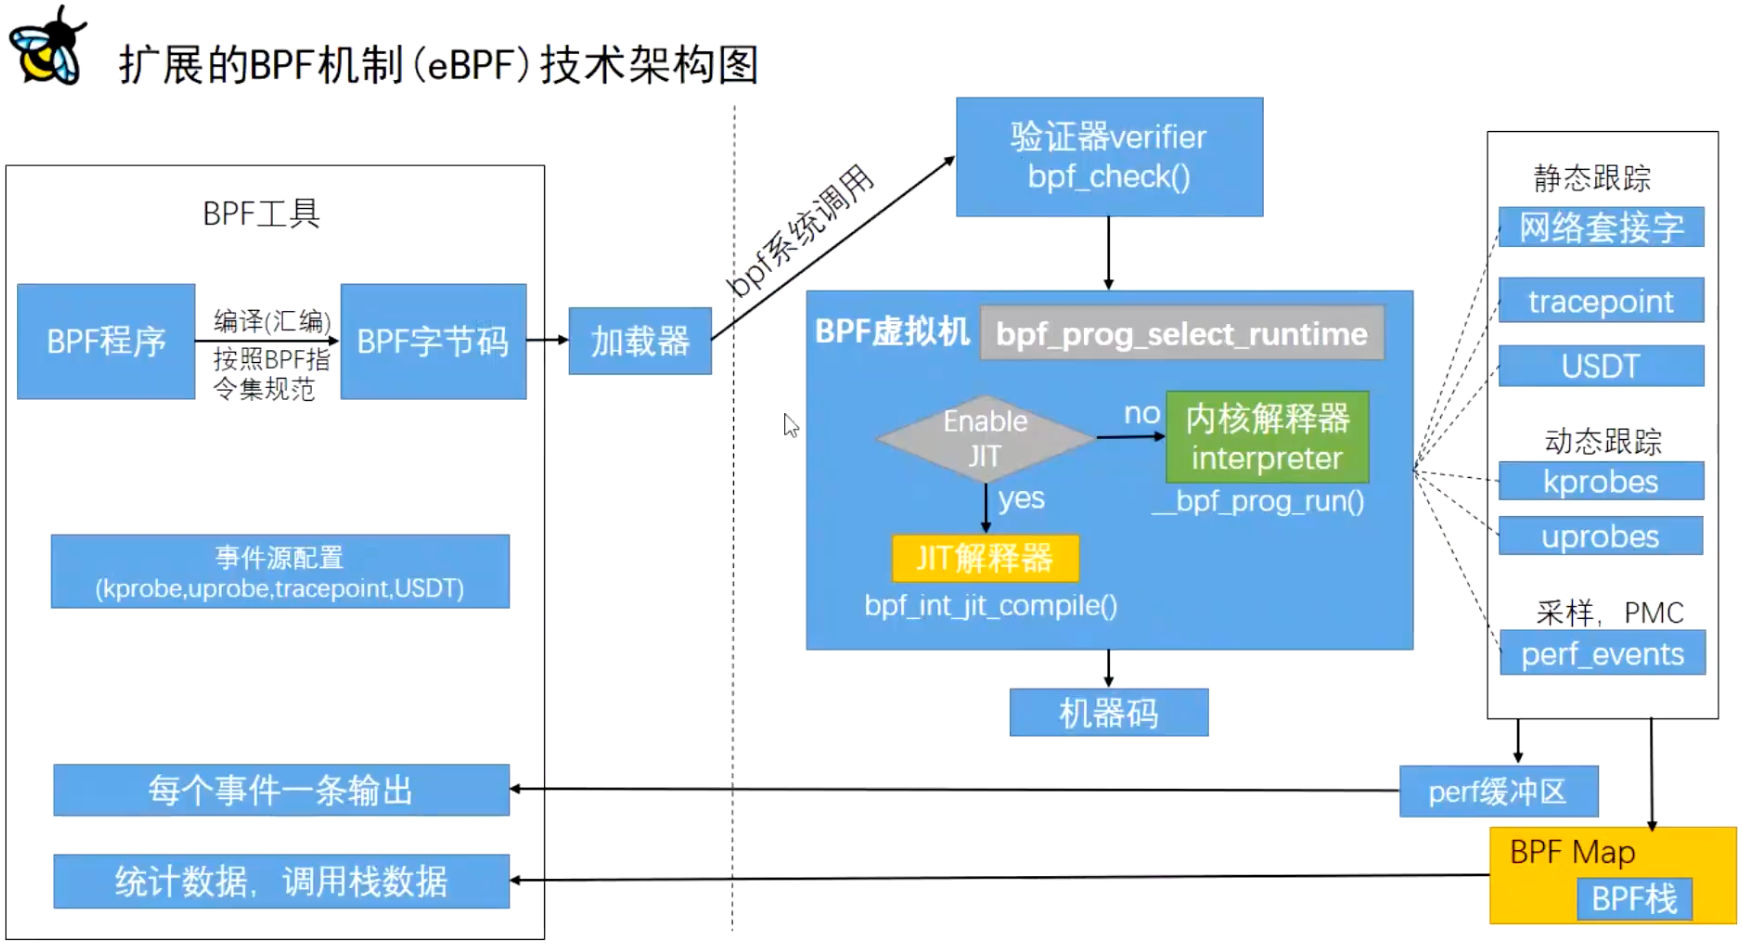 扩展的BPF机制(eBPF)技术架构图
BPF工具
BPF程序
编译(汇编)
按照BPF指
令集规范
BPF字节码
加载器
bpf系统调用
验证器verifier
bpf_check()
BPF虚拟机
bpf_prog_select_runtime
Enable
JIT
no
内核解释器
interpreter
__bpf_prog_run()
yes
JIT解释器
bpf_int_jit_compile()
机器码
静态跟踪
网络套接字
tracepoint
USDT
动态跟踪
kprobes
uprobes
采样，PMC
perf_events
事件源配置
(kprobe,uprobe,tracepoint,USDT)
每个事件一条输出
perf缓冲区
统计数据，调用栈数据
BPF Map
BPF栈